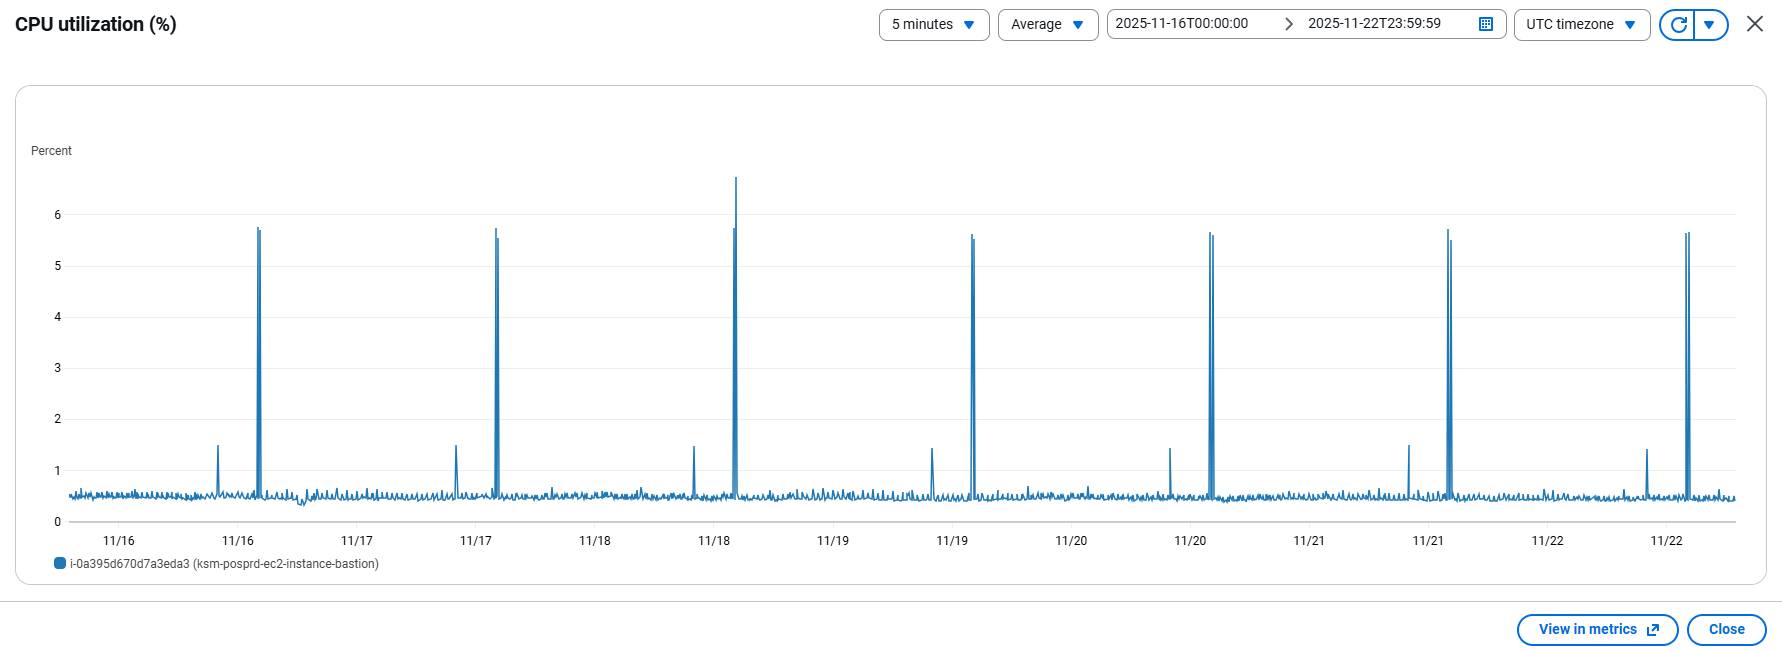 CPU utilization (%)
5 minutes
Average
2025-11-16T00:00:00
2025-11-22T23:59:59
UTC timezone
Percent
6
5
4
3
2
1
0
11/16 11/16 11/17 11/17 11/18 11/18 11/19 11/19 11/20 11/20 11/21 11/21 11/22 11/22
i-0a395d670d7a3eda3 (ksm-posprd-ec2-instance-bastion)
View in metrics
Close